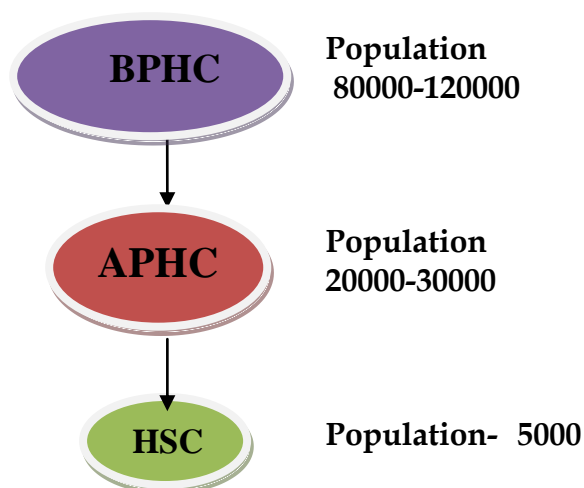 BPHC
Population
80000-120000
APHC
Population
20000-30000
HSC
Population- 5000